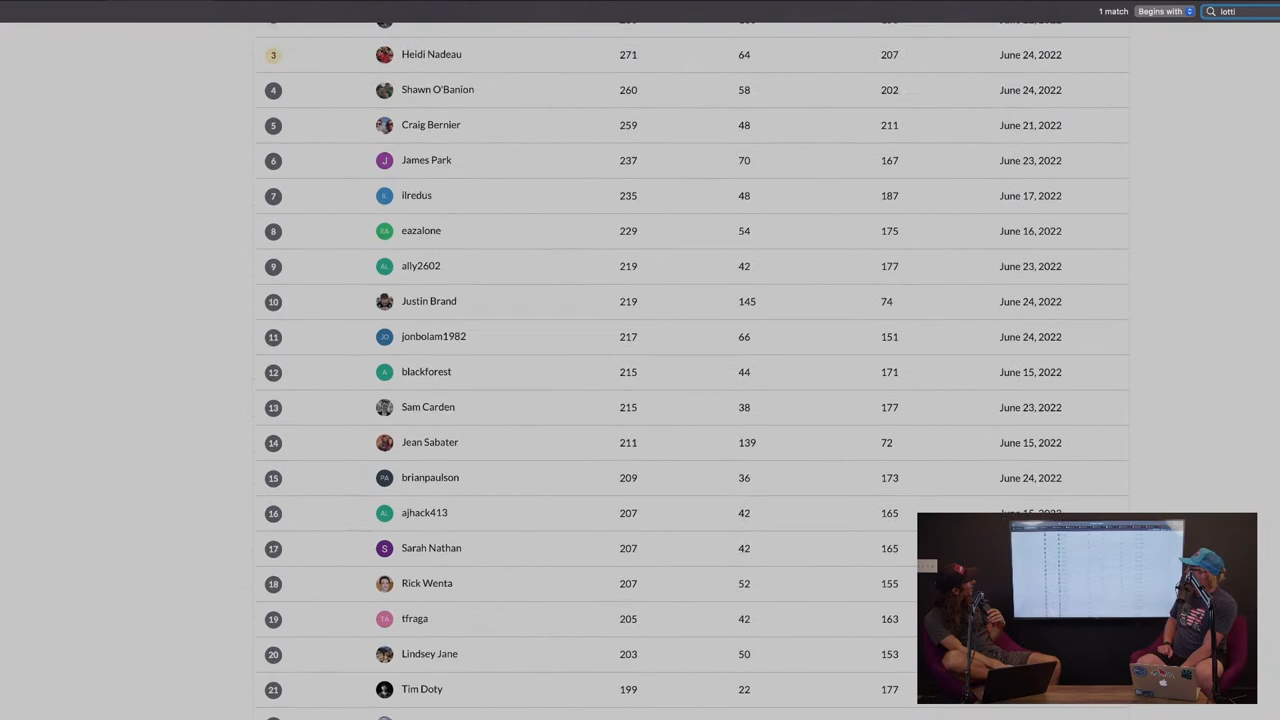 1 match Begins with lotti
3 Heidi Nadeau 271 64 207 June 24, 2022
4 Shawn O'Banion 260 58 202 June 24, 2022
5 Craig Bernier 259 48 211 June 21, 2022
6 J James Park 237 70 167 June 23, 2022
7 IL ilredus 235 48 187 June 17, 2022
8 EA eazalone 229 54 175 June 16, 2022
9 AL ally2602 219 42 177 June 23, 2022
10 Justin Brand 219 145 74 June 24, 2022
11 JO jonbolam1982 217 66 151 June 24, 2022
12 A blackforest 215 44 171 June 15, 2022
13 Sam Carden 215 38 177 June 23, 2022
14 Jean Sabater 211 139 72 June 15, 2022
15 PA brianpaulson 209 36 173 June 24, 2022
16 AL ajhack413 207 42 165
17 S Sarah Nathan 207 42 165
18 Rick Wenta 207 52 155
19 TA tfraga 205 42 163
20 Lindsey Jane 203 50 153
21 Tim Doty 199 22 177